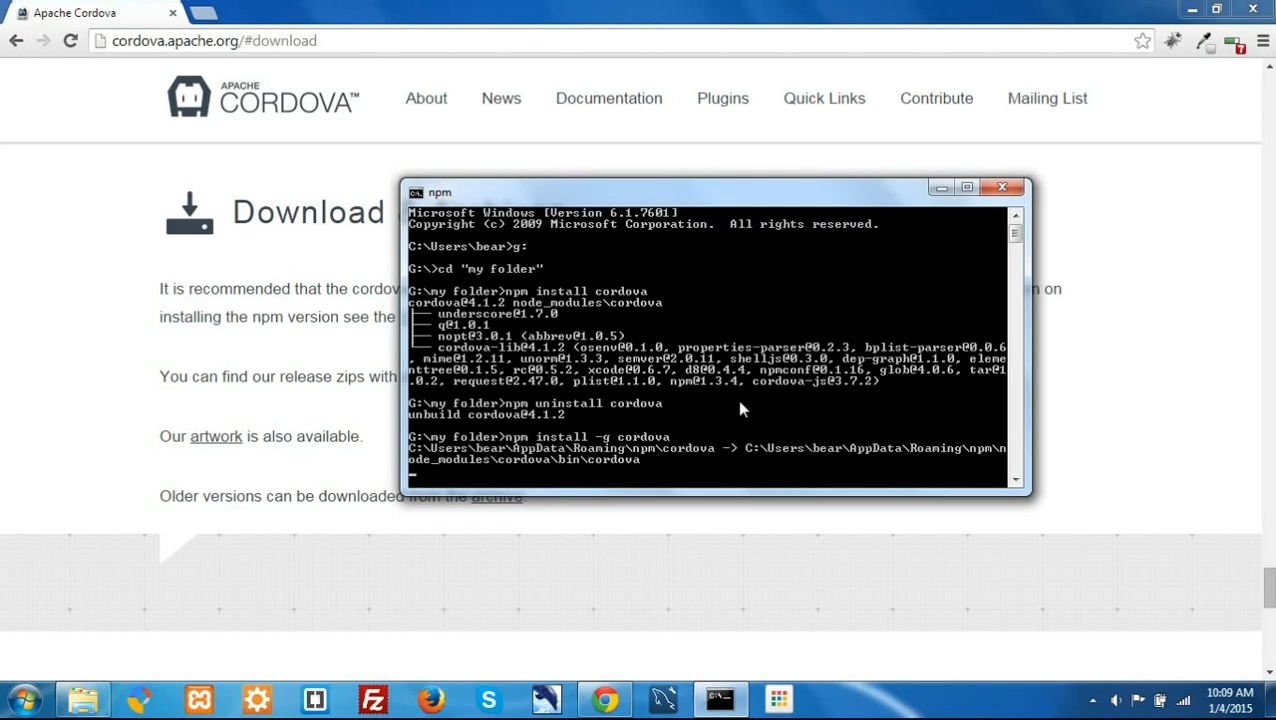 Apache Cordova
cordova.apache.org/#download
7
APACHE
CORDOVA™
About News Documentation Plugins Quick Links Contribute Mailing List
Download
It is recommended that the cordov
on
installing the npm version see the
You can find our release zips with
Our artwork is also available.
Older versions can be downloaded from the archive
npm
Microsoft Windows [Version 6.1.7601]
Copyright (c) 2009 Microsoft Corporation. All rights reserved.
C:\Users\bear>g:
G:\>cd "my folder"
G:\my folder>npm install cordova
cordova@4.1.2 node_modules\cordova
├── underscore@1.7.0
├── q@1.0.1
├── nopt@3.0.1 (abbrev@1.0.5)
└── cordova-lib@4.1.2 (osenv@0.1.0, properties-parser@0.2.3, bplist-parser@0.0.6
, mime@1.2.11, unorm@1.3.3, semver@2.0.11, shelljs@0.3.0, dep-graph@1.1.0, eleme
nttree@0.1.5, rc@0.5.2, xcode@0.6.7, d8@0.4.4, npmconf@0.1.16, glob@4.0.6, tar@1
.0.2, request@2.47.0, plist@1.1.0, npm@1.3.4, cordova-js@3.7.2)
G:\my folder>npm uninstall cordova
unbuild cordova@4.1.2
G:\my folder>npm install -g cordova
C:\Users\bear\AppData\Roaming\npm\cordova -> C:\Users\bear\AppData\Roaming\npm\n
ode_modules\cordova\bin\cordova
10:09 AM
1/4/2015